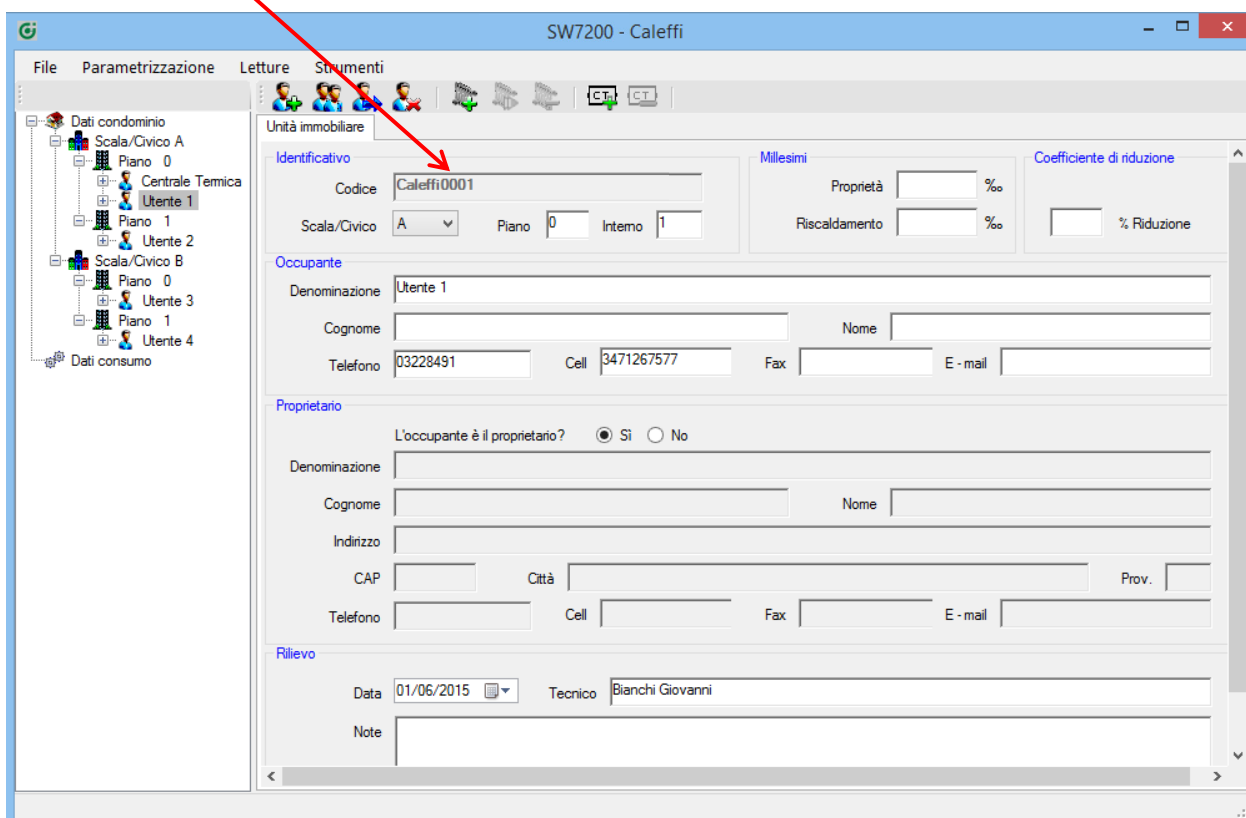 SW7200 - Caleffi
File Parametrizzazione Letture Strumenti
CT CT
Dati condominio
Scala/Civico A
Piano 0
Centrale Termica
Utente 1
Piano 1
Utente 2
Scala/Civico B
Piano 0
Utente 3
Piano 1
Utente 4
Dati consumo
Unità immobiliare
Identificativo
Codice Caleffi0001
Scala/Civico A Piano 0 Interno 1
Millesimi
Proprietà ‰
Riscaldamento ‰
Coefficiente di riduzione
% Riduzione
Occupante
Denominazione Utente 1
Cognome Nome
Telefono 03228491 Cell 3471267577 Fax E - mail
Proprietario
L'occupante è il proprietario? Sì No
Denominazione
Cognome Nome
Indirizzo
CAP Città Prov.
Telefono Cell Fax E - mail
Rilievo
Data 01/06/2015 Tecnico Bianchi Giovanni
Note